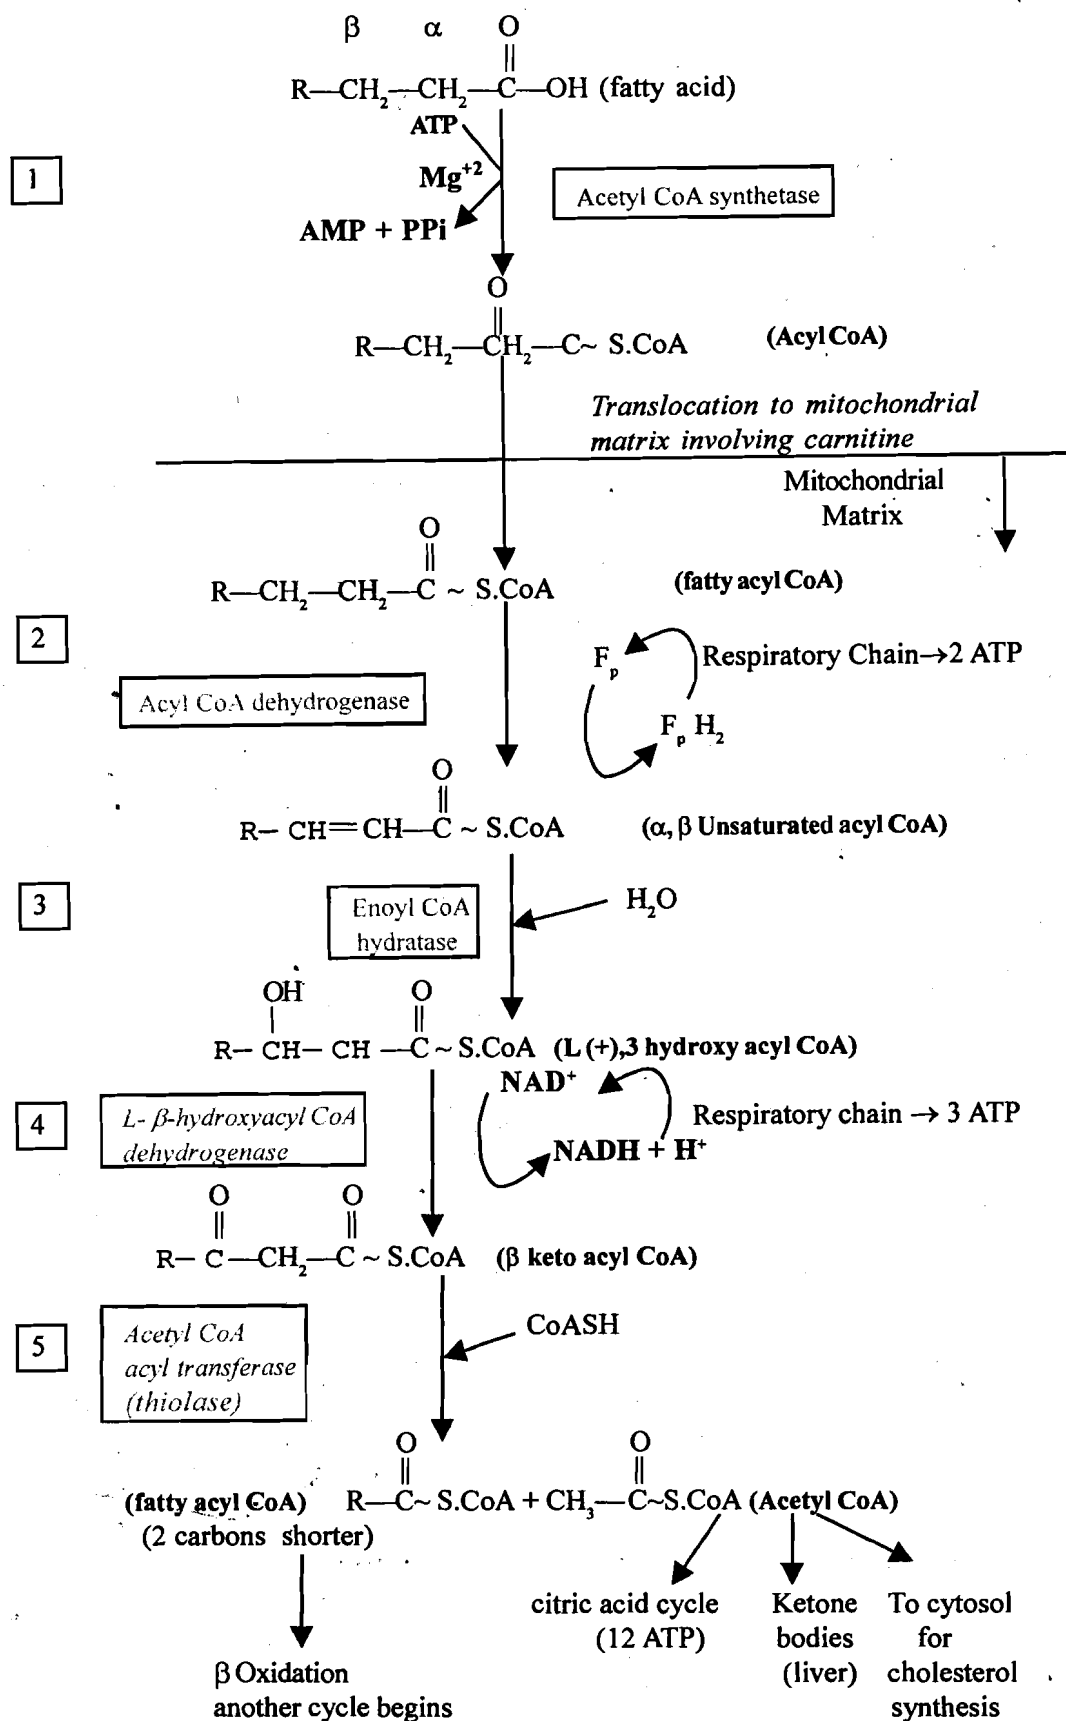 β α O
||
R—CH₂—CH₂—C—OH (fatty acid)
ATP
1
Mg⁺²
Acetyl CoA synthetase
AMP + PPi
O
||
R—CH₂—CH₂—C~ S.CoA (Acyl CoA)
Translocation to mitochondrial
matrix involving carnitine
Mitochondrial
Matrix
O
||
R—CH₂—CH₂—C ~ S.CoA (fatty acyl CoA)
2
Fₚ Respiratory Chain→2 ATP
Acyl CoA dehydrogenase
Fₚ H₂
O
||
R– CH═CH—C ~ S.CoA (α, β Unsaturated acyl CoA)
3
Enoyl CoA
hydratase
H₂O
OH O
||
R– CH– CH —C~ S.CoA (L (+),3 hydroxy acyl CoA)
NAD⁺
4
L- β-hydroxyacyl CoA
dehydrogenase
Respiratory chain → 3 ATP
NADH + H⁺
O O
|| ||
R– C—CH₂—C ~ S.CoA (β keto acyl CoA)
5
Acetyl CoA
acyl transferase
(thiolase)
CoASH
O O
|| ||
(fatty acyl CoA) R—C~ S.CoA + CH₃—C~S.CoA (Acetyl CoA)
(2 carbons shorter)
citric acid cycle
(12 ATP)
Ketone
bodies
(liver)
To cytosol
for
cholesterol
synthesis
β Oxidation
another cycle begins